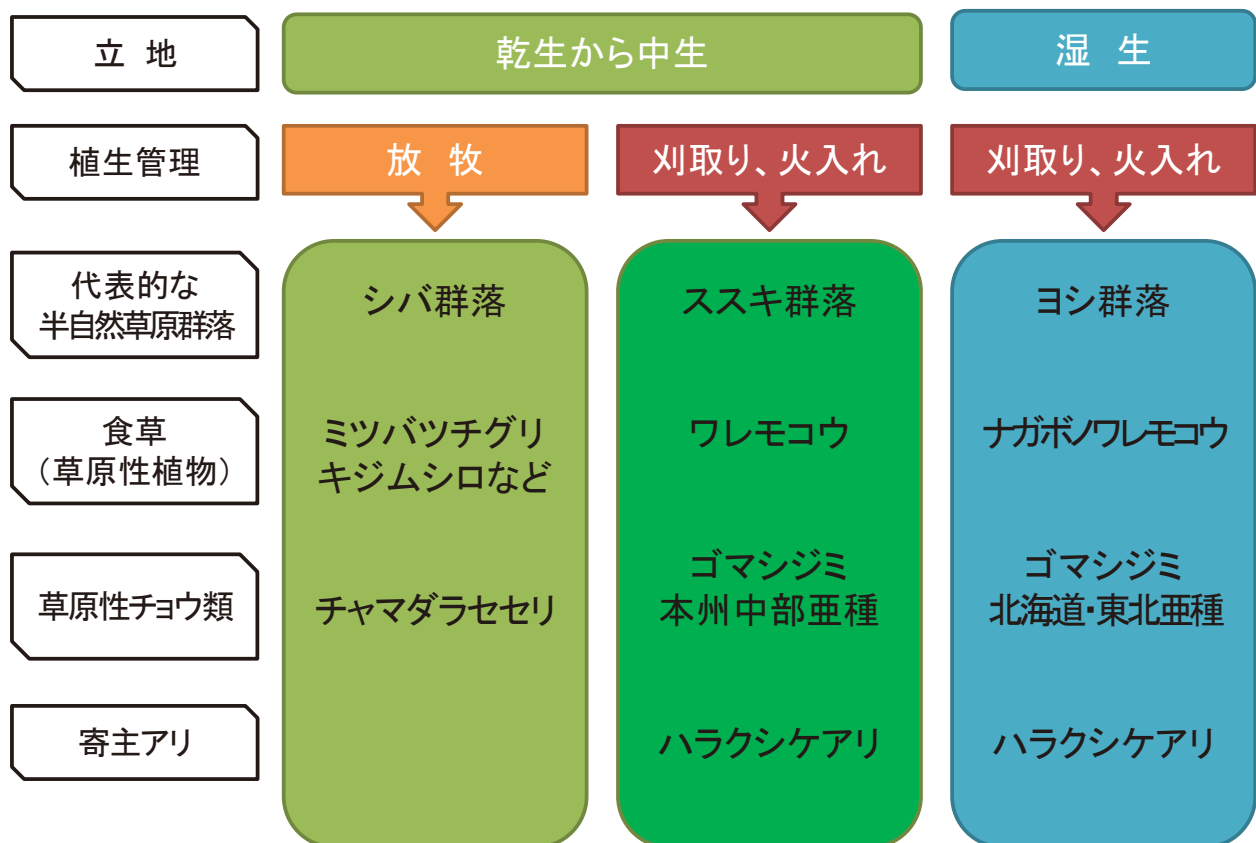 立 地
乾生から中生
湿 生
植生管理
放 牧
刈取り、火入れ
刈取り、火入れ
代表的な
半自然草原群落
シバ群落
ススキ群落
ヨシ群落
食草
（草原性植物）
ミツバツチグリ
キジムシロなど
ワレモコウ
ナガボノワレモコウ
草原性チョウ類
チャマダラセセリ
ゴマシジミ
本州中部亜種
ゴマシジミ
北海道・東北亜種
寄主アリ
ハラクシケアリ
ハラクシケアリ